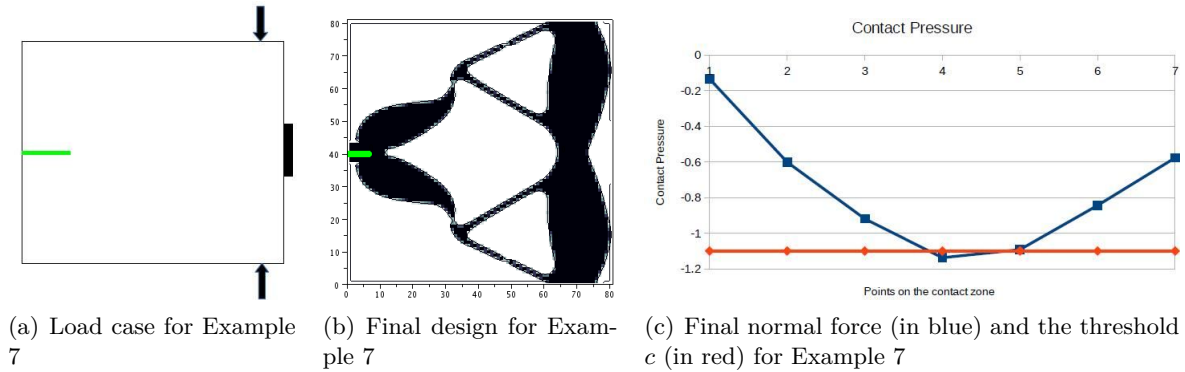 80
70
60
50
40
30
20
10
0
0 10 20 30 40 50 60 70 80
Contact Pressure
0
-0.2
-0.4
-0.6
-0.8
-1
-1.2
1 2 3 4 5 6 7
Contact Pressure
Points on the contact zone
(a) Load case for Example
7
(b) Final design for Exam-
ple 7
(c) Final normal force (in blue) and the threshold
c (in red) for Example 7